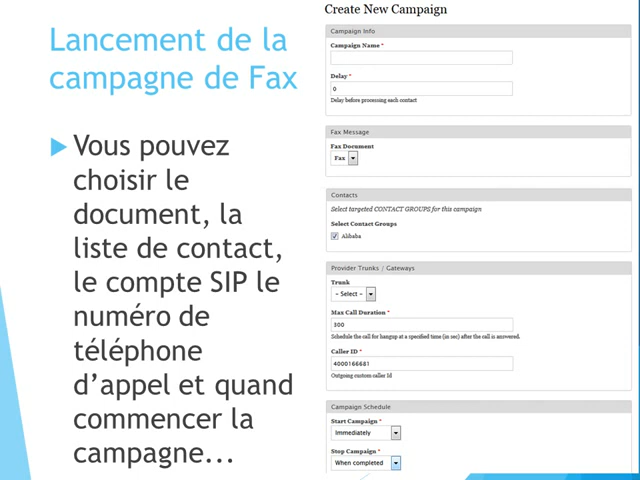 Lancement de la
campagne de Fax
Vous pouvez
choisir le
document, la
liste de contact,
le compte SIP le
numéro de
téléphone
d’appel et quand
commencer la
campagne...
Create New Campaign
Campaign Info
Campaign Name *
Delay *
0
Delay before processing each contact
Fax Message
Fax Document
Fax
Contacts
Select targeted CONTACT GROUPS for this campaign
Select Contact Groups
Alibaba
Provider Trunks / Gateways
Trunk
- Select -
Max Call Duration *
300
Schedule the call for hangup at a specified time (in sec) after the call is answered.
Caller ID *
4000166681
Outgoing custom caller Id
Campaign Schedule
Start Campaign *
Immediately
Stop Campaign *
When completed